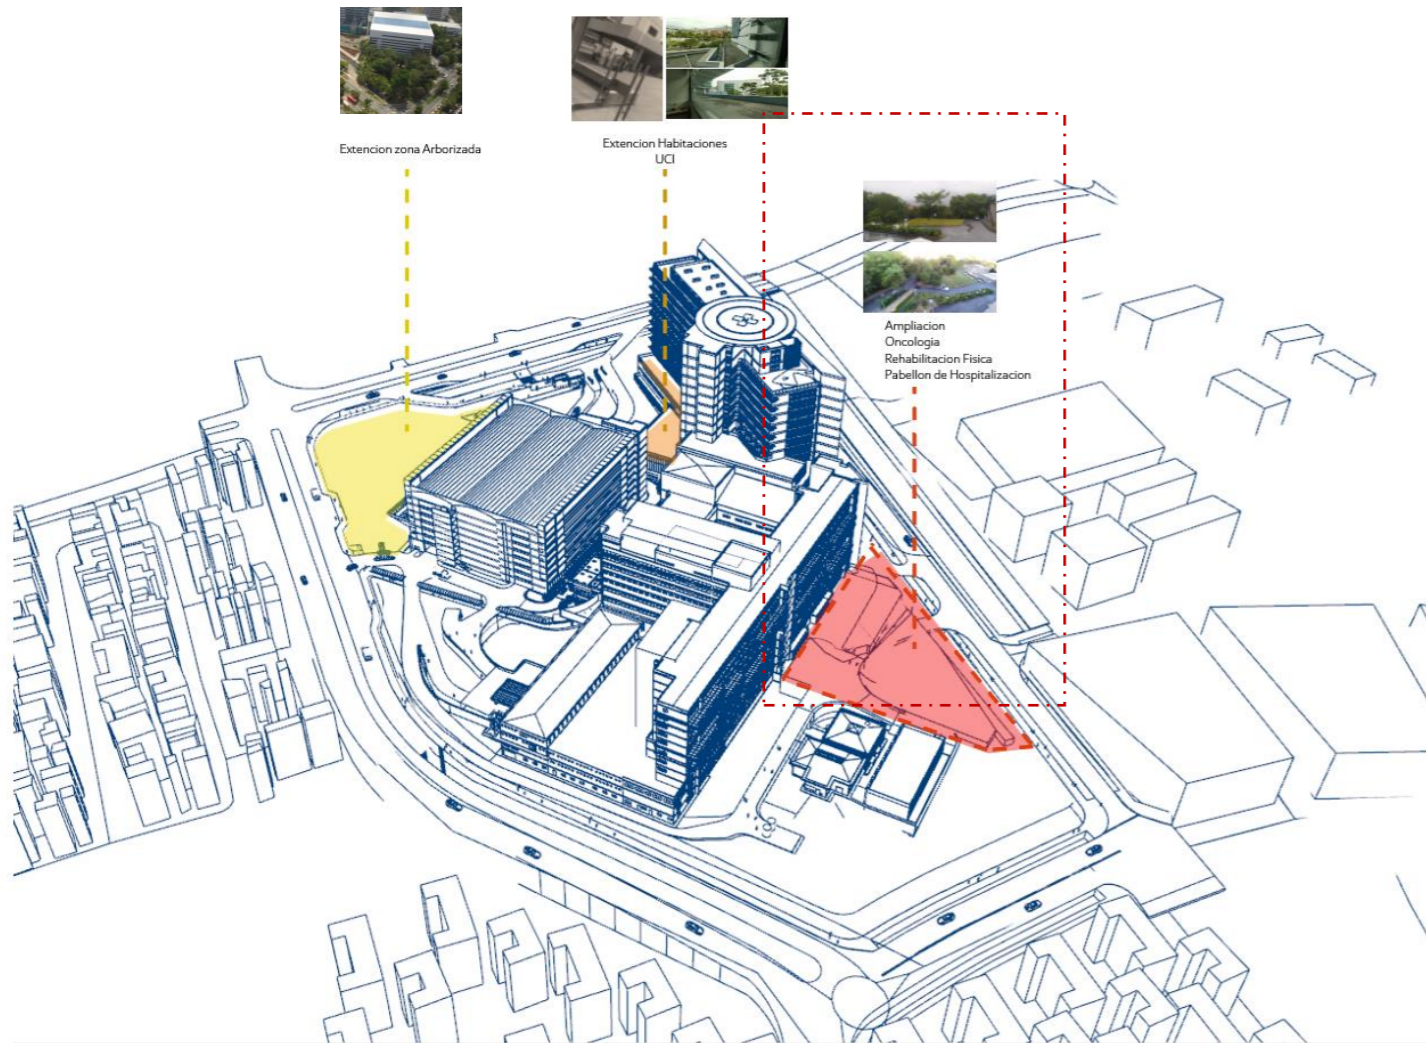 Extencion zona Arborizada
Extencion Habitaciones
UCI
Ampliacion
Oncologia
Rehabilitacion Fisica
Pabellon de Hospitalizacion